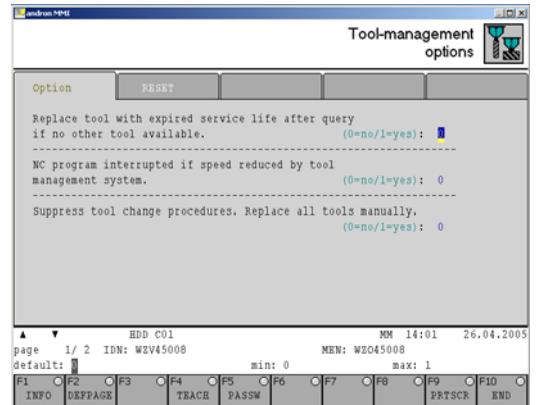 andron MMI
Tool-management
options
Option RESET
Replace tool with expired service life after query
if no other tool available. (0=no/1=yes): 0
NC program interrupted if speed reduced by tool
management system. (0=no/1=yes): 0
Suppress tool change procedures. Replace all tools manually.
(0=no/1=yes): 0
HDD C01 MM 14:01 26.04.2005
page 1/ 2 IDN: WZV45008 MEN: WZO45008
default: 0 min: 0 max: 1
F1 F2 F3 F4 F5 F6 F7 F8 F9 F10
INFO DEFPAGE TEACH PASSW PRTSCR END